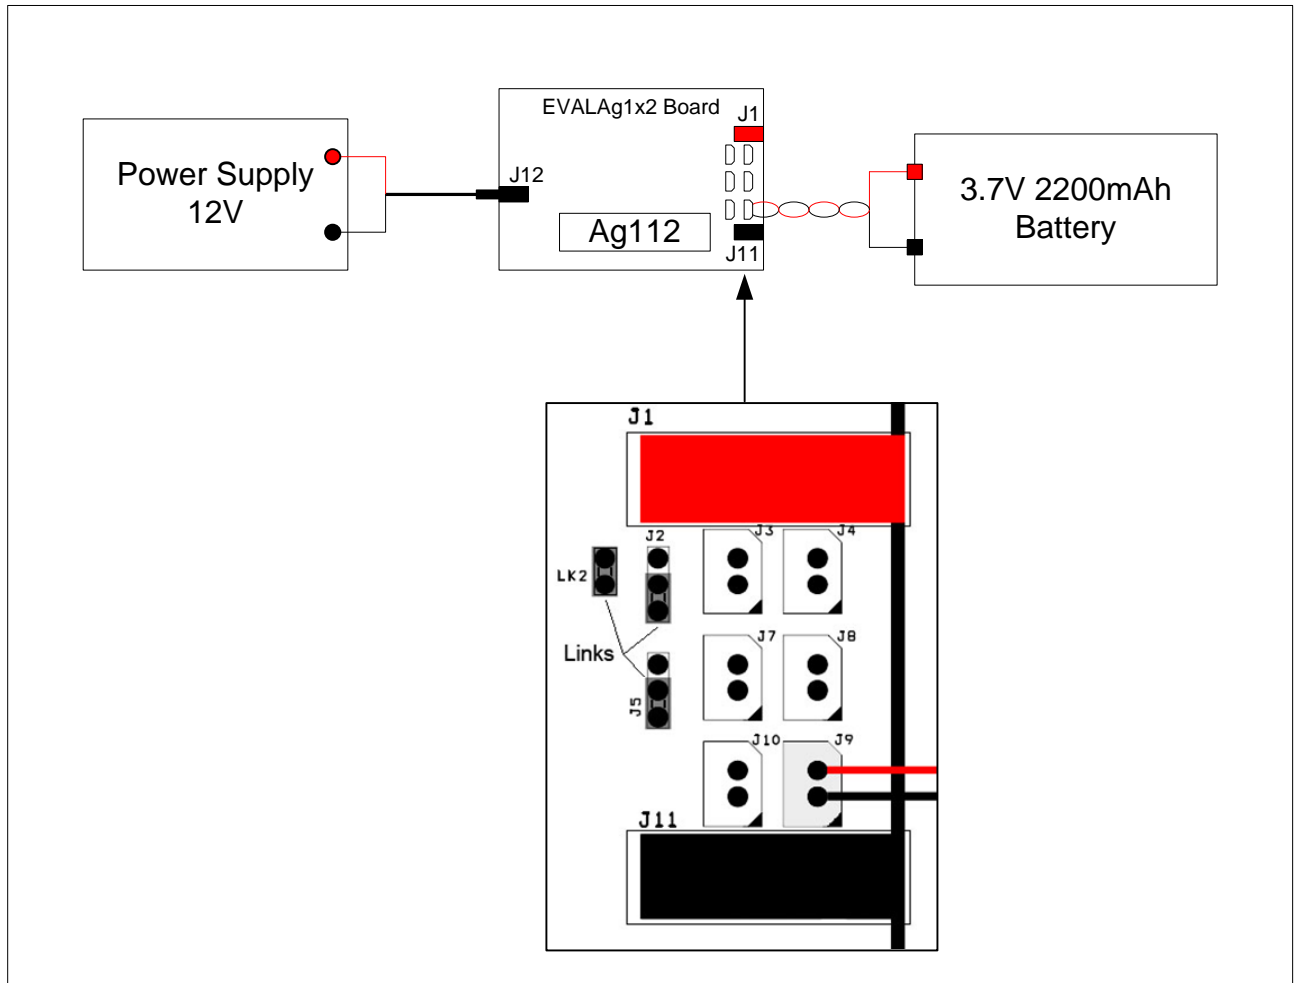 EVALAg1x2 Board
J1
Power Supply
12V
J12
3.7V 2200mAh
Battery
Ag112
J11
J1
J2
J3
J4
LK2
Links
J7
J8
J5
J10
J9
J11